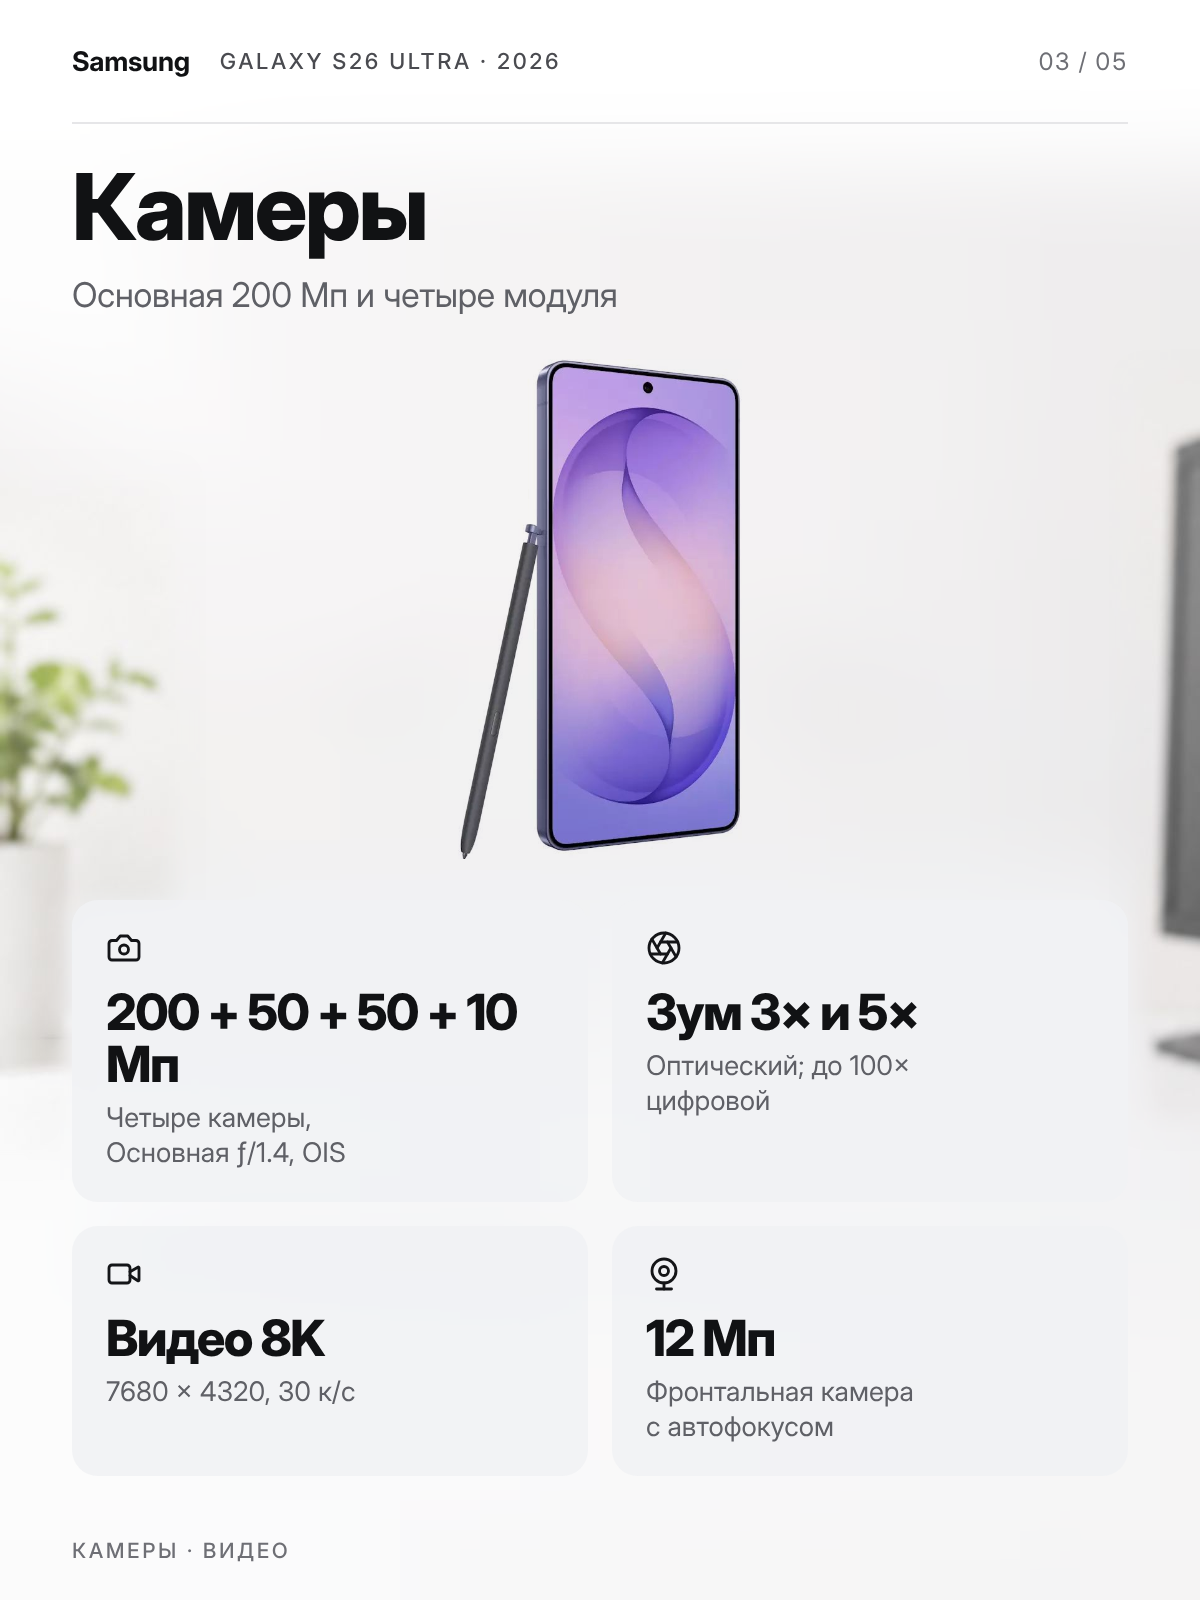 Samsung GALAXY S26 ULTRA · 2026 03 / 05
Камеры
Основная 200 Мп и четыре модуля
200 + 50 + 50 + 10
Мп
Четыре камеры,
Основная ƒ/1.4, OIS
Зум 3× и 5×
Оптический; до 100×
цифровой
Видео 8K
7680 × 4320, 30 к/с
12 Мп
Фронтальная камера
с автофокусом
КАМЕРЫ · ВИДЕО